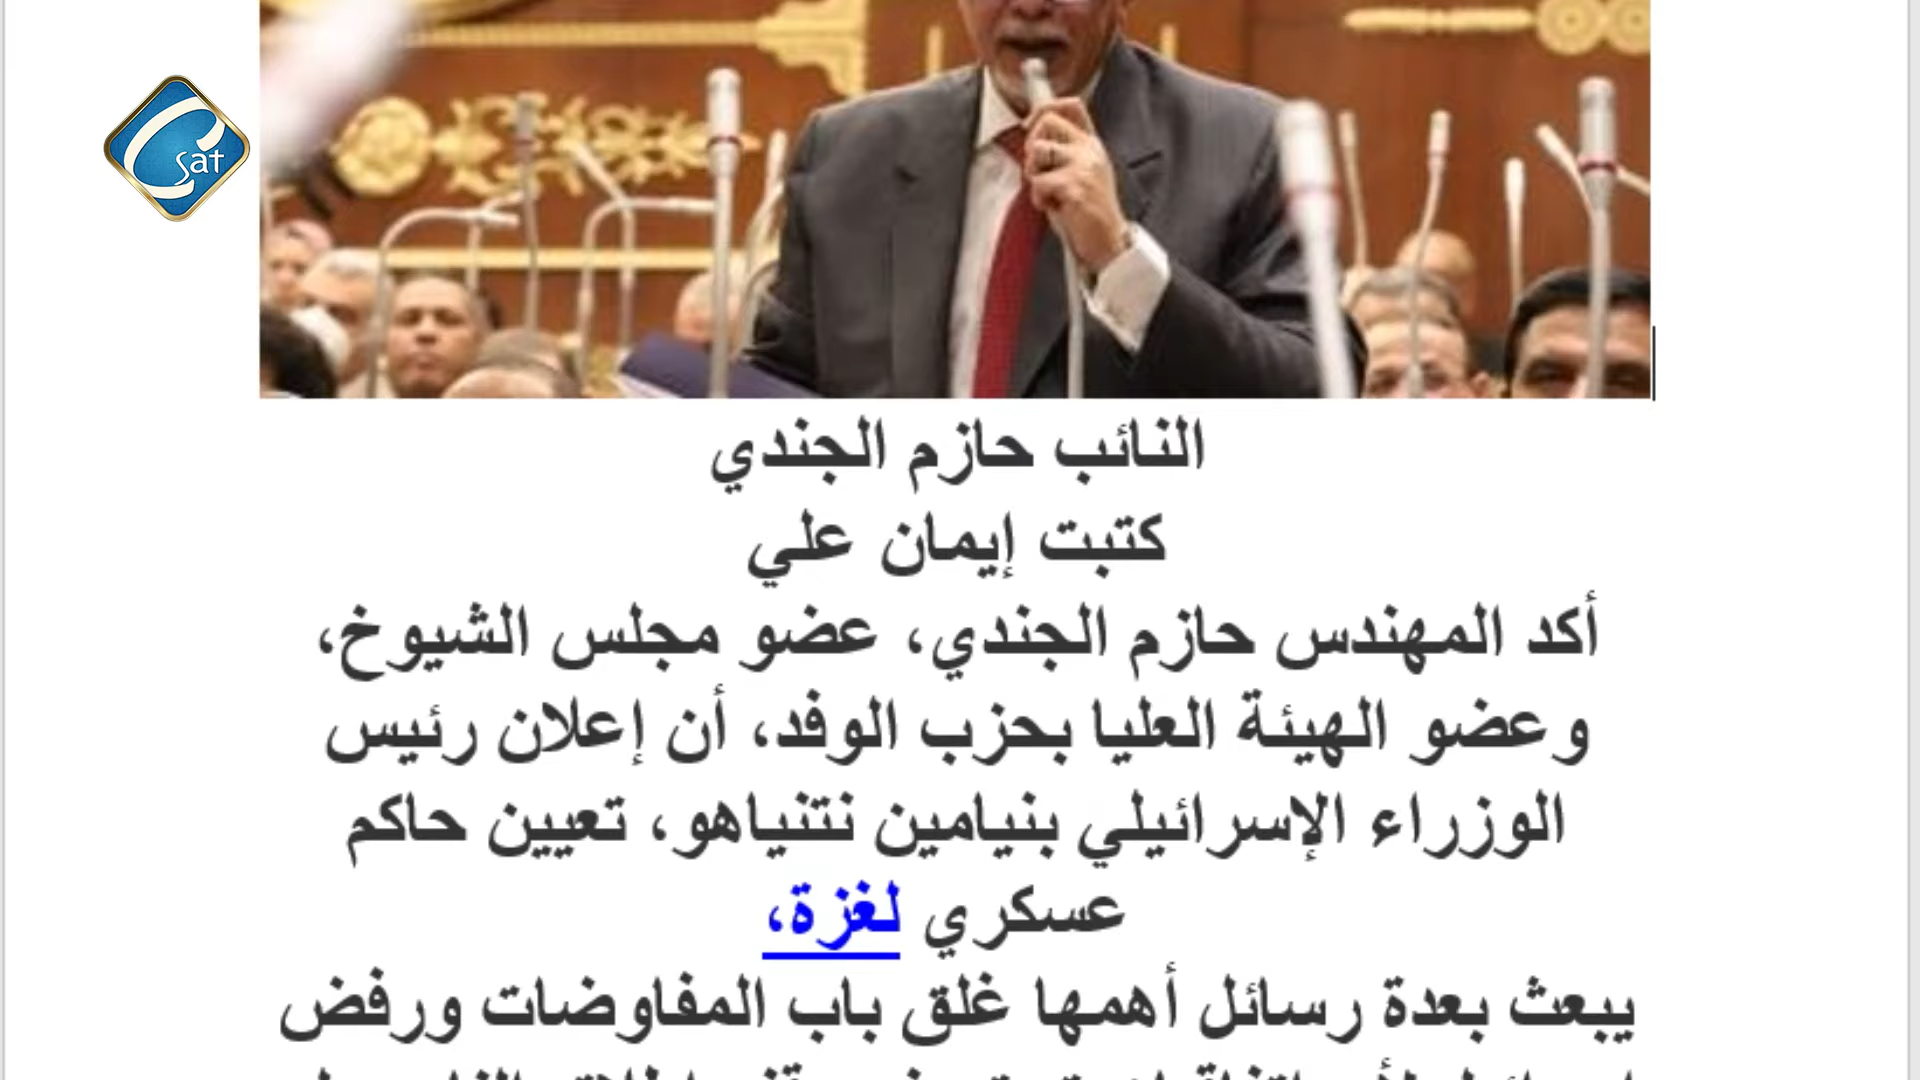 Csat
النائب حازم الجندي
كتبت إيمان علي
أكد المهندس حازم الجندي، عضو مجلس الشيوخ،
وعضو الهيئة العليا بحزب الوفد، أن إعلان رئيس
الوزراء الإسرائيلي بنيامين نتنياهو، تعيين حاكم
عسكري لغزة،
يبعث بعدة رسائل أهمها غلق باب المفاوضات ورفض